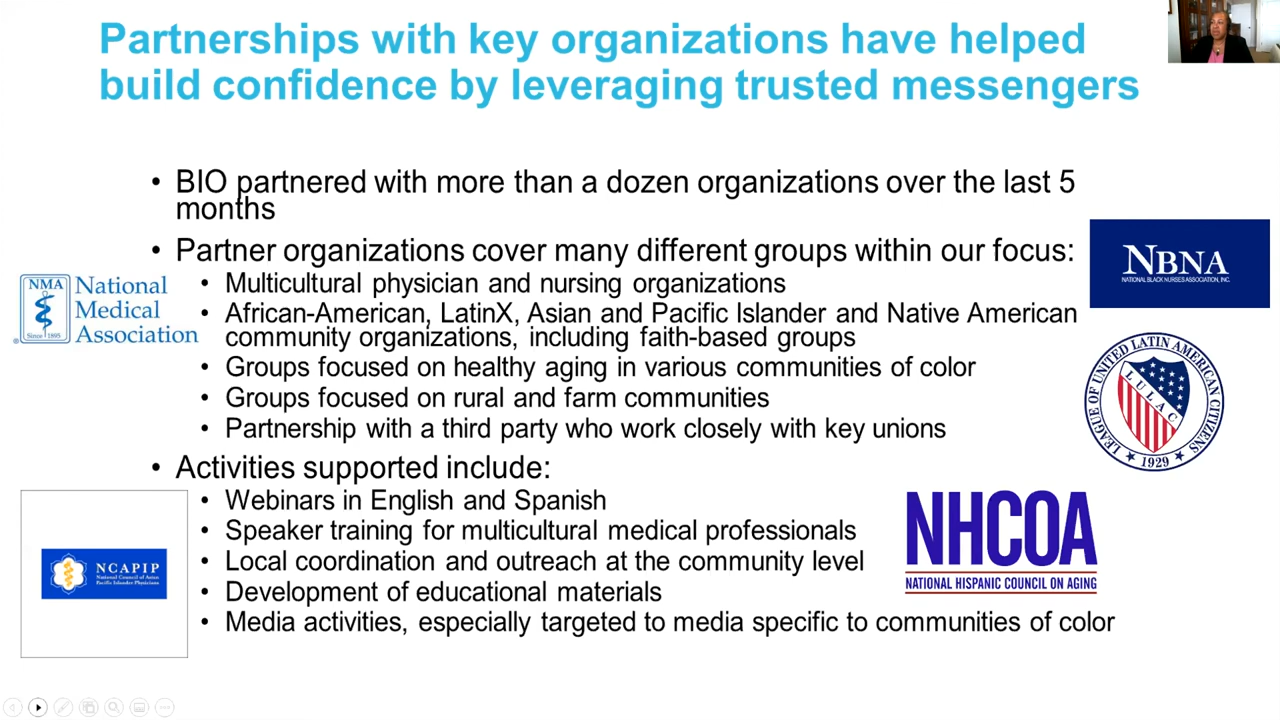 Partnerships with key organizations have helped
build confidence by leveraging trusted messengers
• BIO partnered with more than a dozen organizations over the last 5
months
• Partner organizations cover many different groups within our focus:
• Multicultural physician and nursing organizations
• African-American, LatinX, Asian and Pacific Islander and Native American
community organizations, including faith-based groups
• Groups focused on healthy aging in various communities of color
• Groups focused on rural and farm communities
• Partnership with a third party who work closely with key unions
• Activities supported include:
• Webinars in English and Spanish
• Speaker training for multicultural medical professionals
• Local coordination and outreach at the community level
• Development of educational materials
• Media activities, especially targeted to media specific to communities of color
NMA
Since 1895
®
National
Medical
Association
NBNA
NATIONAL BLACK NURSES ASSOCIATION, INC.
LEAGUE OF UNITED LATIN AMERICAN CITIZENS
LULAC
★ 1929 ★
NCAPIP
National Council of Asian
Pacific Islander Physicians
NHCOA
NATIONAL HISPANIC COUNCIL ON AGING